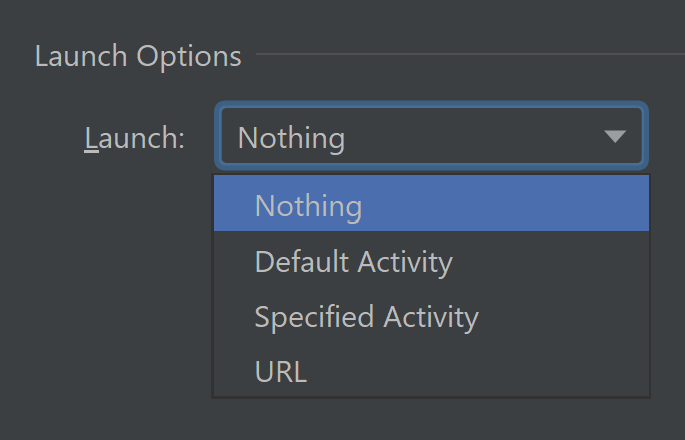 Launch Options
Launch: Nothing
Nothing
Default Activity
Specified Activity
URL